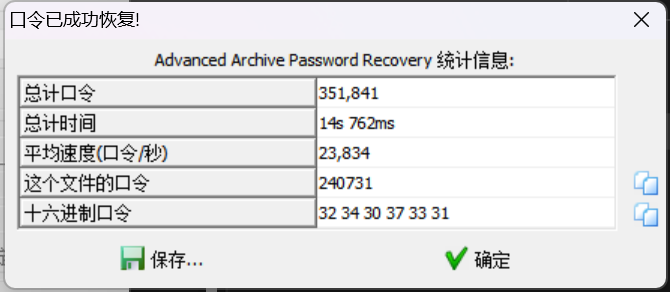 口令已成功恢复!
Advanced Archive Password Recovery 统计信息:
总计口令 351,841
总计时间 14s 762ms
平均速度(口令/秒) 23,834
这个文件的口令 240731
十六进制口令 32 34 30 37 33 31
保存... 确定